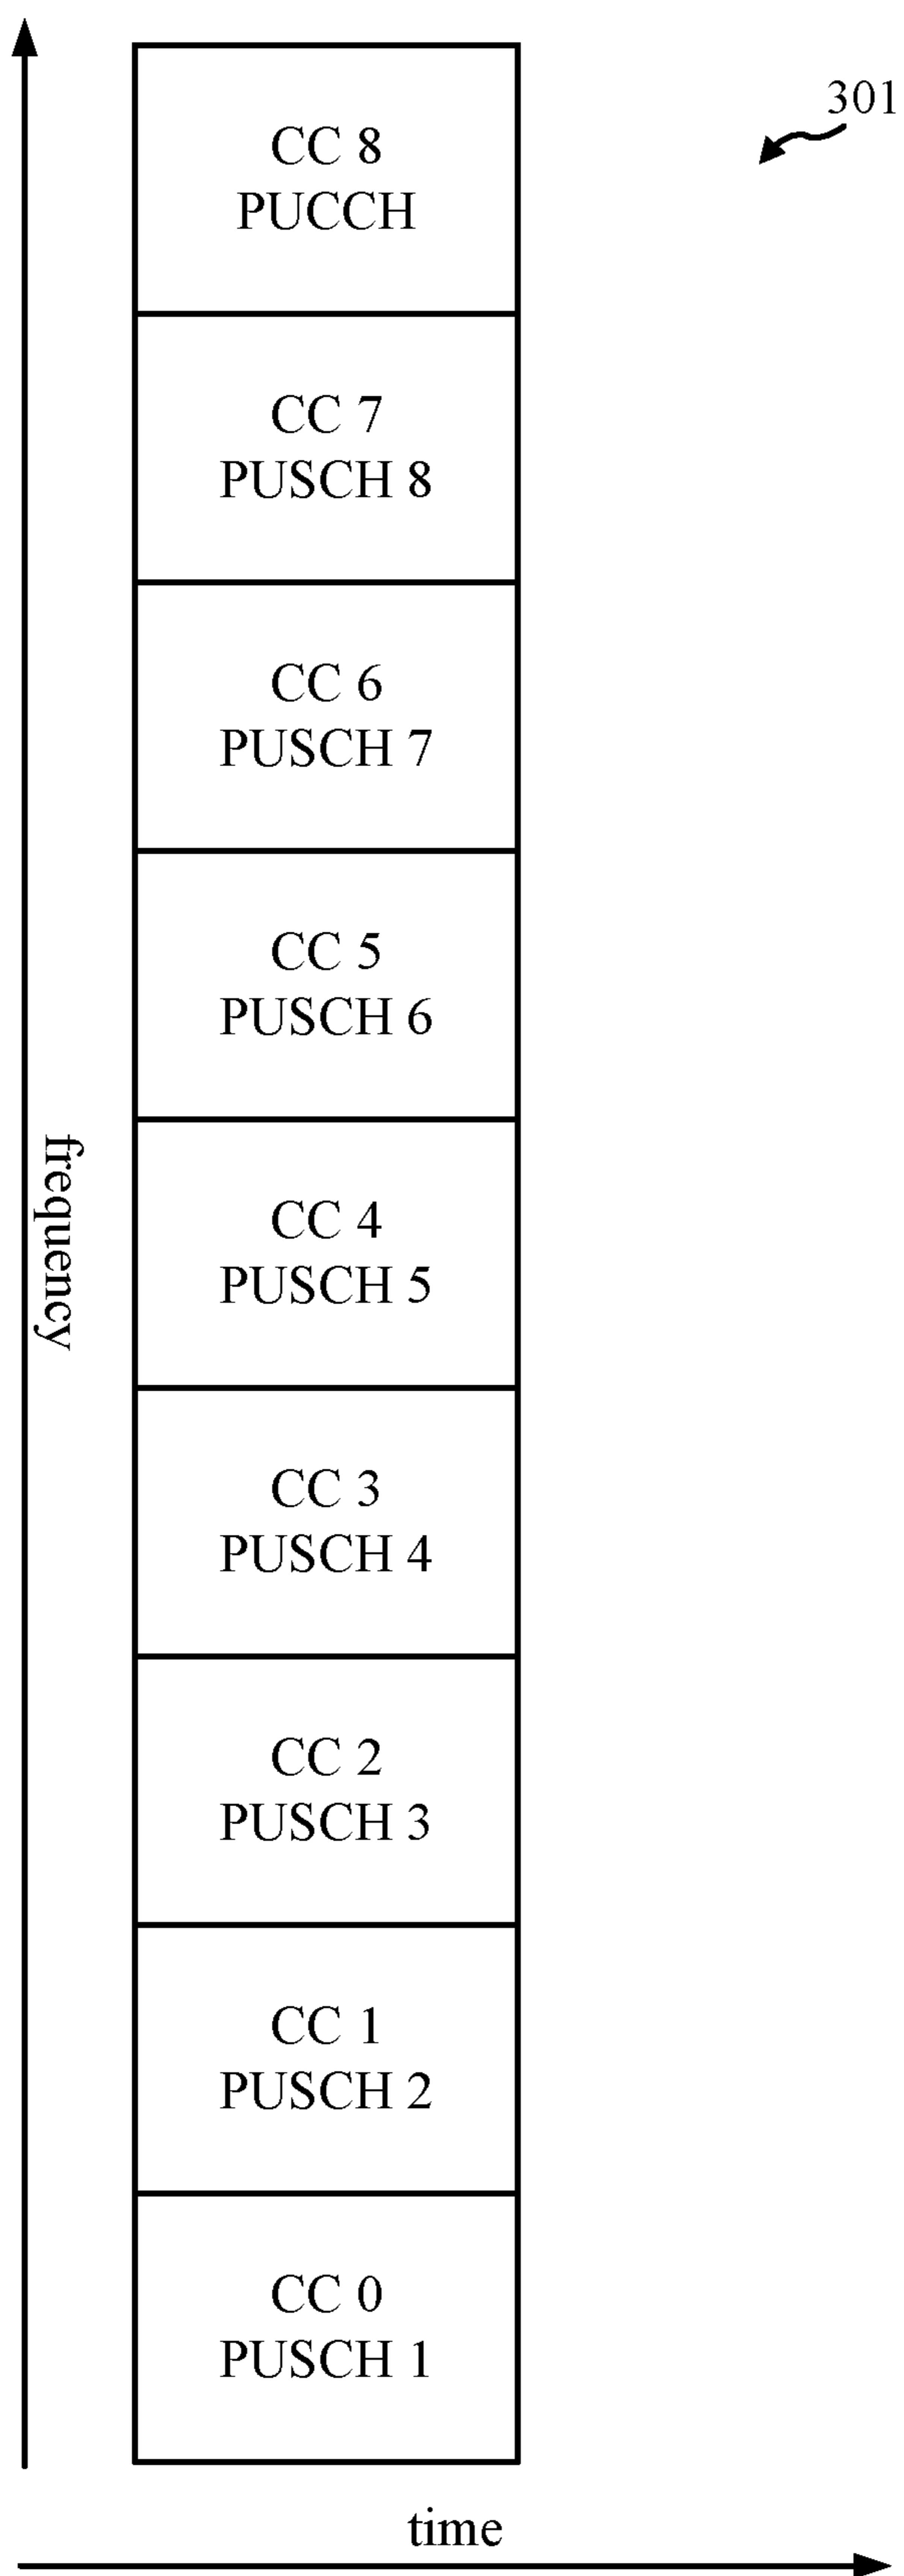 301
CC 8
PUCCH
CC 7
PUSCH 8
CC 6
PUSCH 7
CC 5
PUSCH 6
CC 4
PUSCH 5
CC 3
PUSCH 4
CC 2
PUSCH 3
CC 1
PUSCH 2
CC 0
PUSCH 1
frequency
time